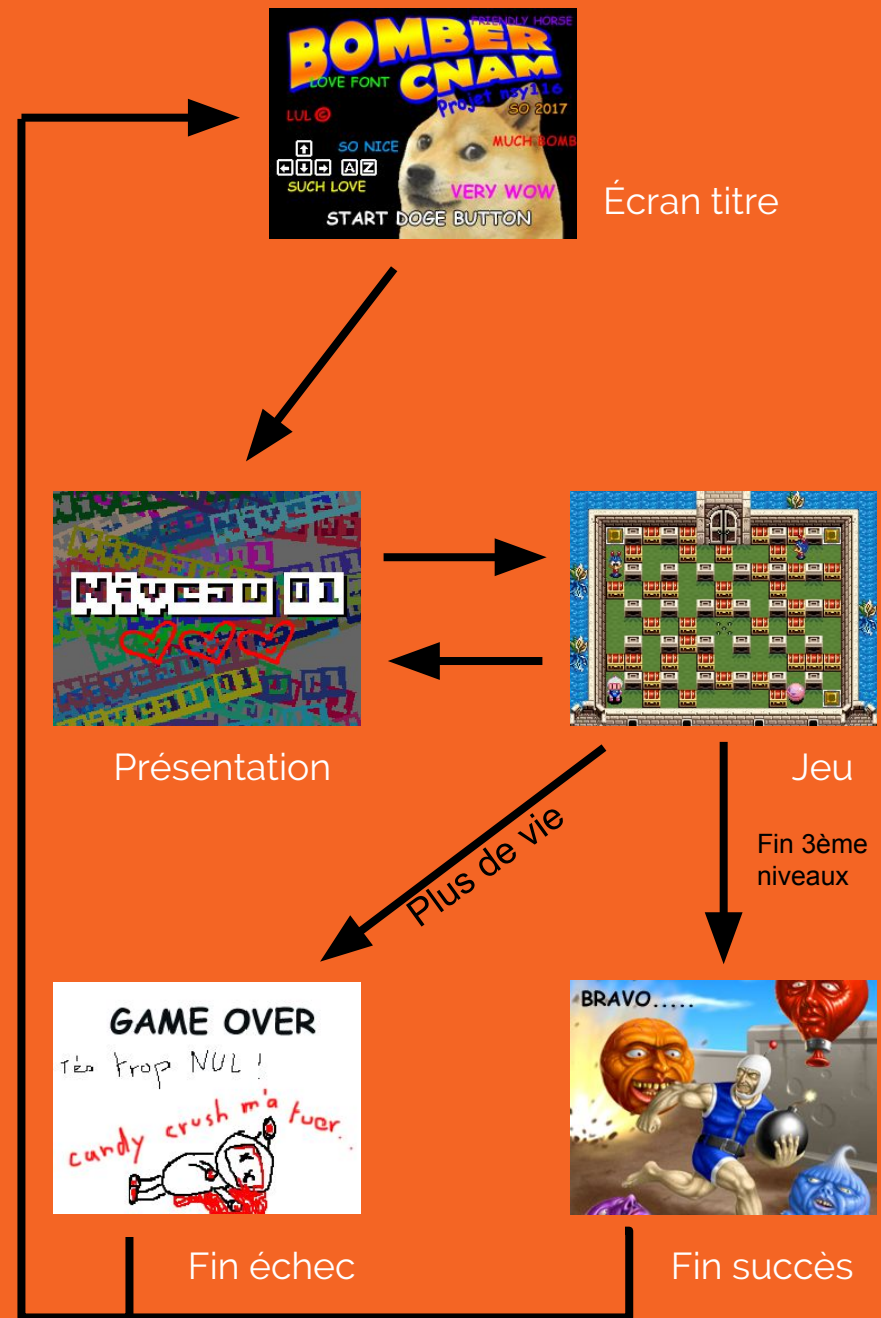 FRIENDLY HORSE
BOMBER
CNAM
LOVE FONT
Projet nsy116
SO 2017
LUL ©
MUCH BOMB
SO NICE
A Z
SUCH LOVE
VERY WOW
START DOGE BUTTON
Écran titre
Niveau 01
Présentation
Jeu
Plus de vie
Fin 3ème
niveaux
GAME OVER
Téo trop NUL !
candy crush m'a tuer...
BRAVO.....
Fin échec
Fin succès